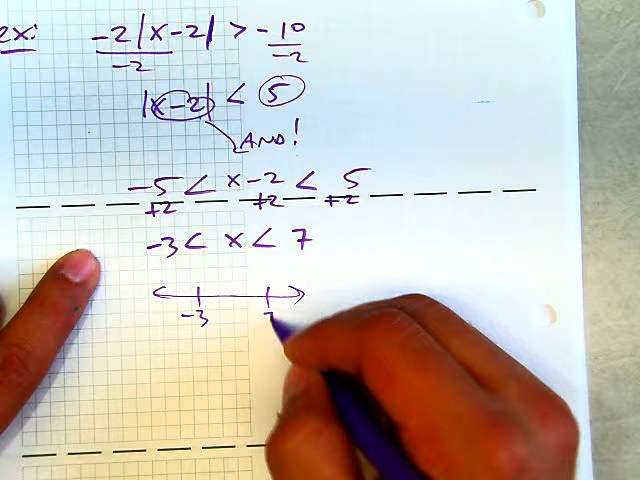 ex: -2|x-2| > -10
-2 -2
|x-2| < 5
AND!
-5 < x-2 < 5
+2 +2 +2
-3 < x < 7
-3